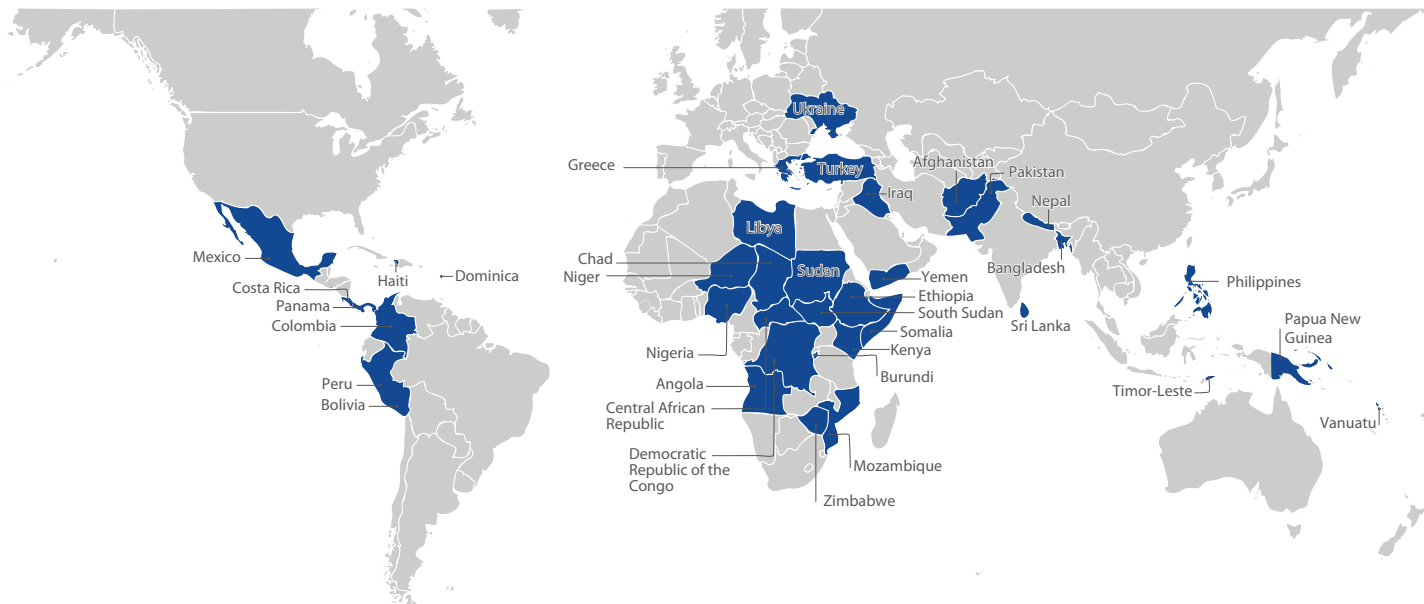 Ukraine
Greece
Turkey
Afghanistan
Pakistan
Iraq
Nepal
Libya
Mexico
Chad
Niger
Sudan
Haiti
Dominica
Yemen
Bangladesh
Costa Rica
Panama
Colombia
Ethiopia
South Sudan
Somalia
Kenya
Burundi
Philippines
Sri Lanka
Papua New
Guinea
Nigeria
Angola
Peru
Bolivia
Central African
Republic
Timor-Leste
Vanuatu
Democratic
Republic of the
Congo
Mozambique
Zimbabwe